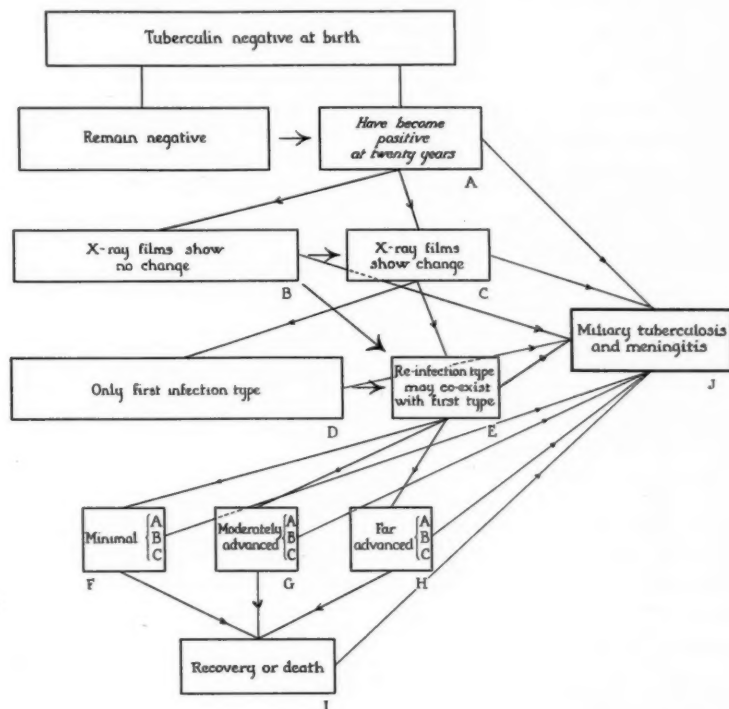 Tuberculin negative at birth
Remain negative
Have become
positive
at twenty years
A
X-ray films show
no change
B
X-ray films
show change
C
Miliary tuberculosis
and meningitis
J
Only first infection type
D
Re-infection type
may co-exist
with first type
E
Minimal { A
B
C
F
Moderately
advanced { A
B
C
G
Far
advanced { A
B
C
H
Recovery or death
I